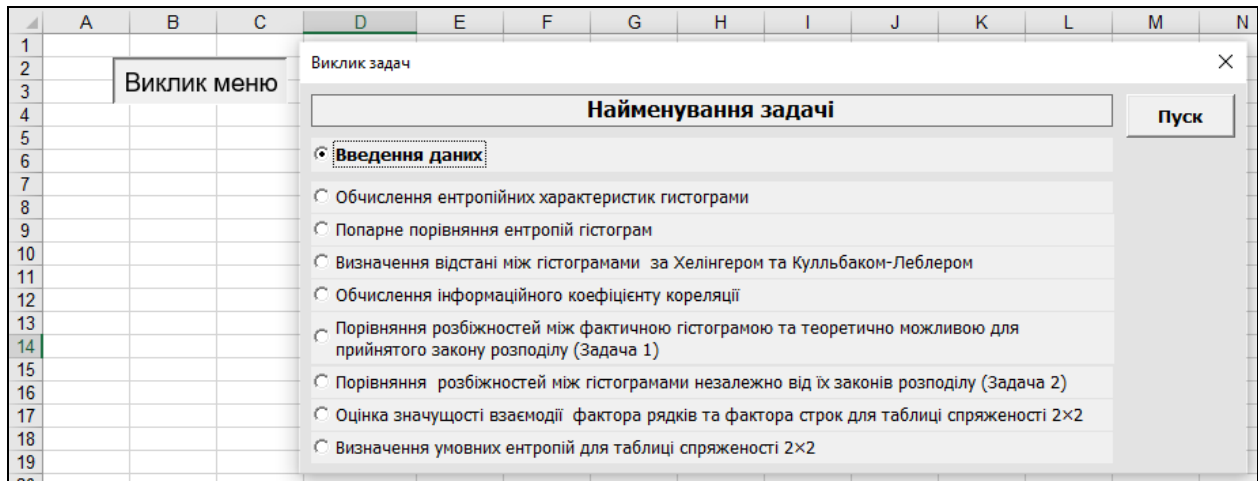 A B C D E F G H I J K L M N
1
2
3
4
5
6
7
8
9
10
11
12
13
14
15
16
17
18
19
20
Виклик меню
Виклик задач
Найменування задачі
Пуск
Введення даних
Обчислення ентропійних характеристик гистограми
Попарне порівняння ентропій гістограм
Визначення відстані між гістограмами за Хелінгером та Кулльбаком-Леблером
Обчислення інформаційного коефіцієнту кореляції
Порівняння розбіжностей між фактичною гістограмою та теоретично можливою для
прийнятого закону розподілу (Задача 1)
Порівняння розбіжностей між гістограмами незалежно від їх законів розподілу (Задача 2)
Оцінка значущості взаємодії фактора рядків та фактора строк для таблиці спряженості 2×2
Визначення умовних ентропій для таблиці спряженості 2×2